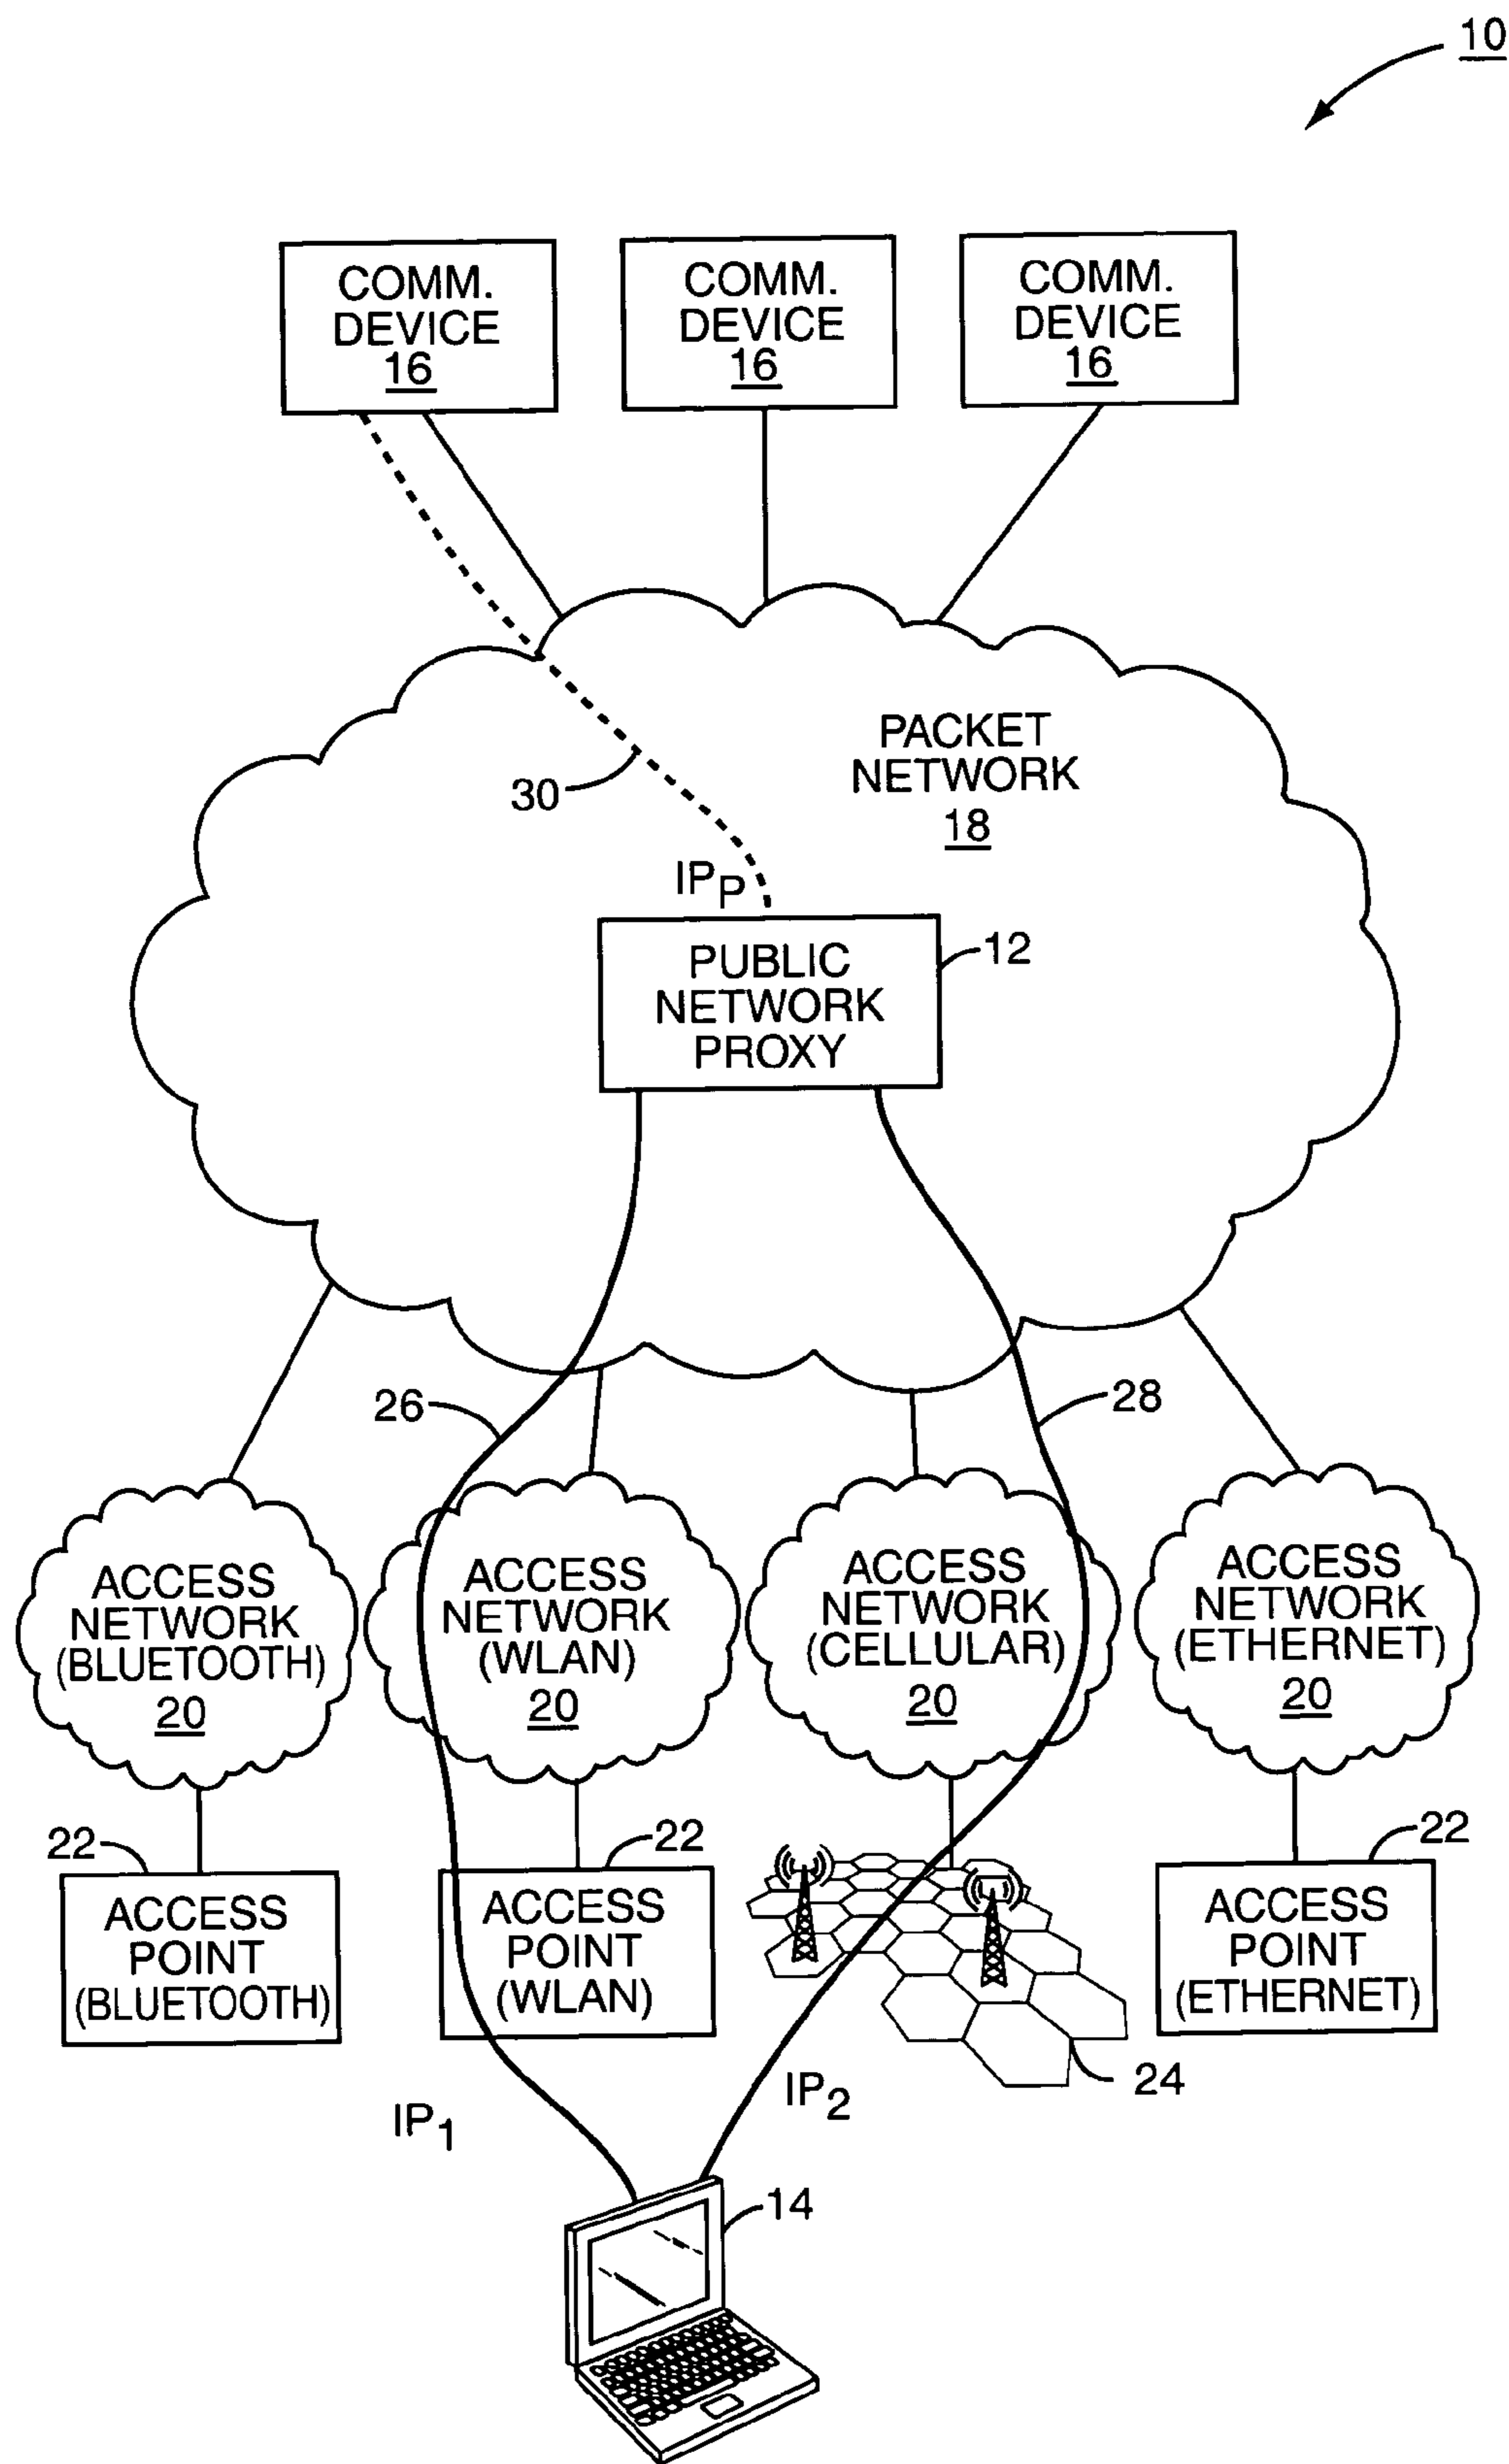 10
COMM.
DEVICE
16
COMM.
DEVICE
16
COMM.
DEVICE
16
PACKET
NETWORK
18
30
IPP
PUBLIC
NETWORK
PROXY
12
26
28
ACCESS
NETWORK
(BLUETOOTH)
20
ACCESS
NETWORK
(WLAN)
20
ACCESS
NETWORK
(CELLULAR)
20
ACCESS
NETWORK
(ETHERNET)
20
22
ACCESS
POINT
(BLUETOOTH)
22
ACCESS
POINT
(WLAN)
22
ACCESS
POINT
(ETHERNET)
24
IP1
IP2
14